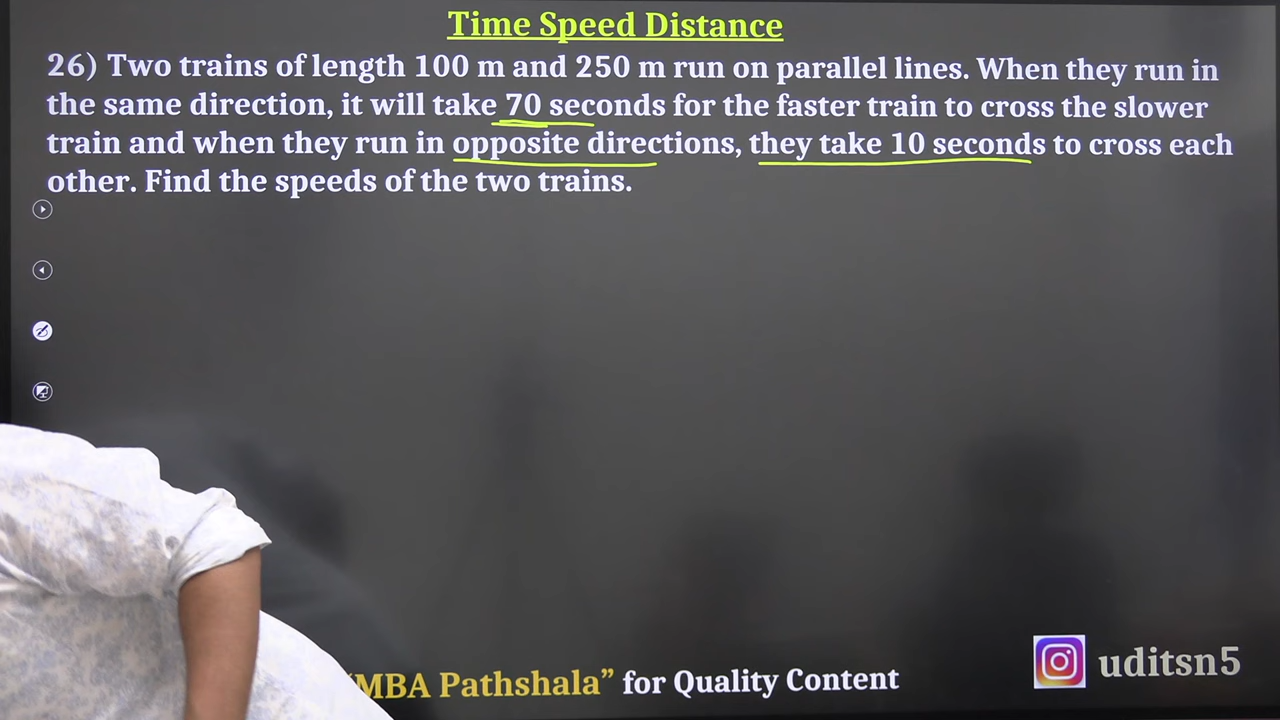 Time Speed Distance
26) Two trains of length 100 m and 250 m run on parallel lines. When they run in
the same direction, it will take 70 seconds for the faster train to cross the slower
train and when they run in opposite directions, they take 10 seconds to cross each
other. Find the speeds of the two trains.
“MBA Pathshala” for Quality Content
uditsn5